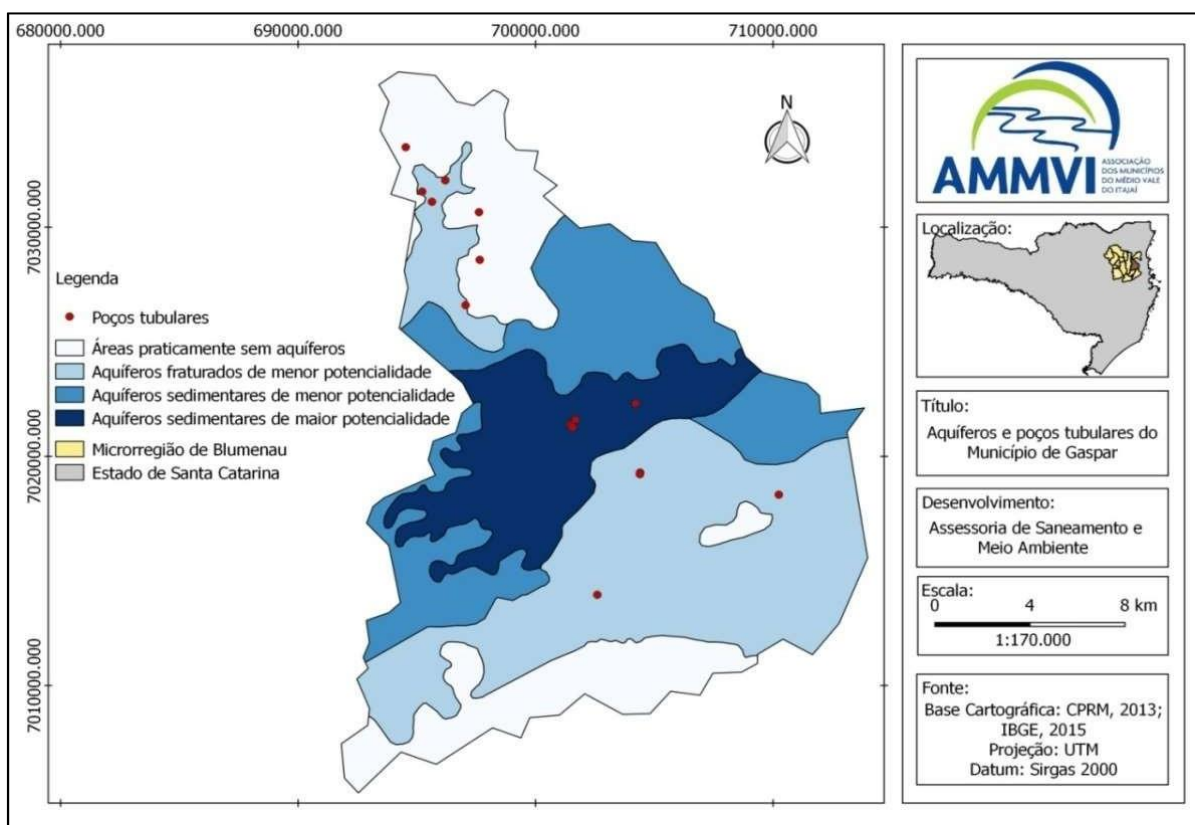 680000.000
690000.000
700000.000
710000.000
7030000.000
7020000.000
7010000.000
N
Legenda
Poços tubulares
Áreas praticamente sem aquíferos
Aquíferos fraturados de menor potencialidade
Aquíferos sedimentares de menor potencialidade
Aquíferos sedimentares de maior potencialidade
Microrregião de Blumenau
Estado de Santa Catarina
AMMVI
ASSOCIAÇÃO
DOS MUNICÍPIOS
DO MÉDIO VALE
DO ITAJAÍ
Localização:
Título:
Aquíferos e poços tubulares do
Município de Gaspar
Desenvolvimento:
Assessoria de Saneamento e
Meio Ambiente
Escala:
0 4 8 km
1:170.000
Fonte:
Base Cartográfica: CPRM, 2013;
IBGE, 2015
Projeção: UTM
Datum: Sirgas 2000